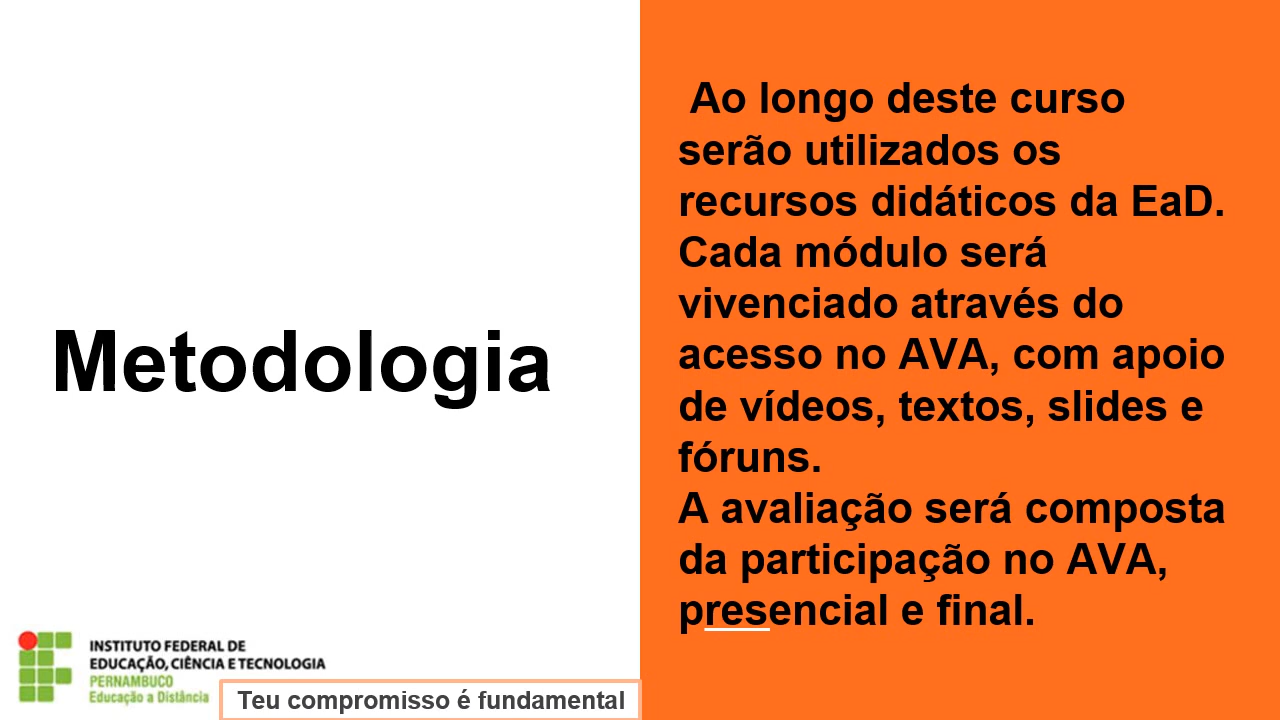 Metodologia
Ao longo deste curso
serão utilizados os
recursos didáticos da EaD.
Cada módulo será
vivenciado através do
acesso no AVA, com apoio
de vídeos, textos, slides e
fóruns.
A avaliação será composta
da participação no AVA,
presencial e final.
INSTITUTO FEDERAL DE
EDUCAÇÃO, CIÊNCIA E TECNOLOGIA
PERNAMBUCO
Educação a Distância
Teu compromisso é fundamental